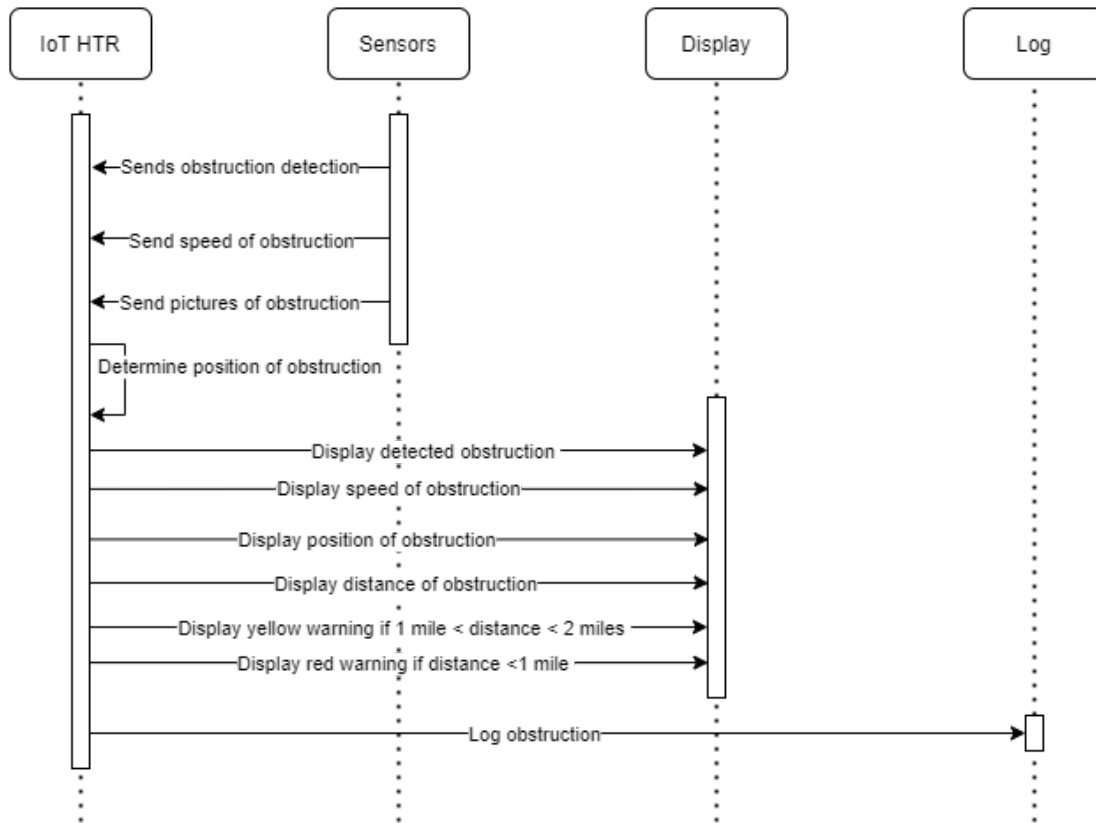 IoT HTR
Sensors
Display
Log
Sends obstruction detection
Send speed of obstruction
Send pictures of obstruction
Determine position of obstruction
Display detected obstruction
Display speed of obstruction
Display position of obstruction
Display distance of obstruction
Display yellow warning if 1 mile < distance < 2 miles
Display red warning if distance <1 mile
Log obstruction